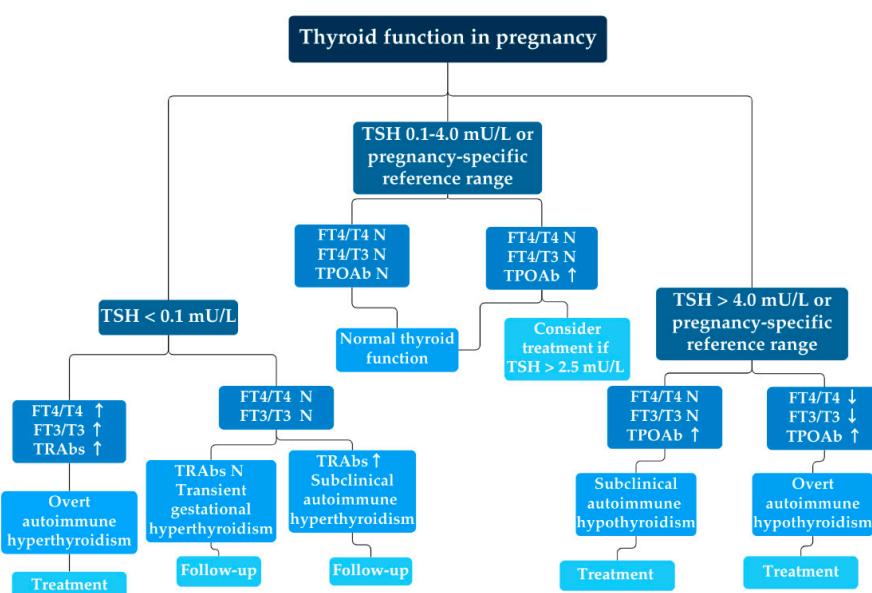 Thyroid function in pregnancy
TSH 0.1-4.0 mU/L or
pregnancy-specific
reference range
FT4/T4 N
FT4/T3 N
TPOAb N
FT4/T4 N
FT4/T3 N
TPOAb ↑
Normal thyroid
function
Consider
treatment if
TSH > 2.5 mU/L
TSH < 0.1 mU/L
FT4/T4 ↑
FT3/T3 ↑
TRAbs ↑
FT4/T4 N
FT3/T3 N
TRAbs N
Transient
gestational
hyperthyroidism
TRAbs ↑
Subclinical
autoimmune
hyperthyroidism
Overt
autoimmune
hyperthyroidism
Treatment
Follow-up
Follow-up
TSH > 4.0 mU/L or
pregnancy-specific
reference range
FT4/T4 N
FT3/T3 N
TPOAb ↑
FT4/T4 ↓
FT3/T3 ↓
TPOAb ↑
Subclinical
autoimmune
hypothyroidism
Overt
autoimmune
hypothyroidism
Treatment
Treatment